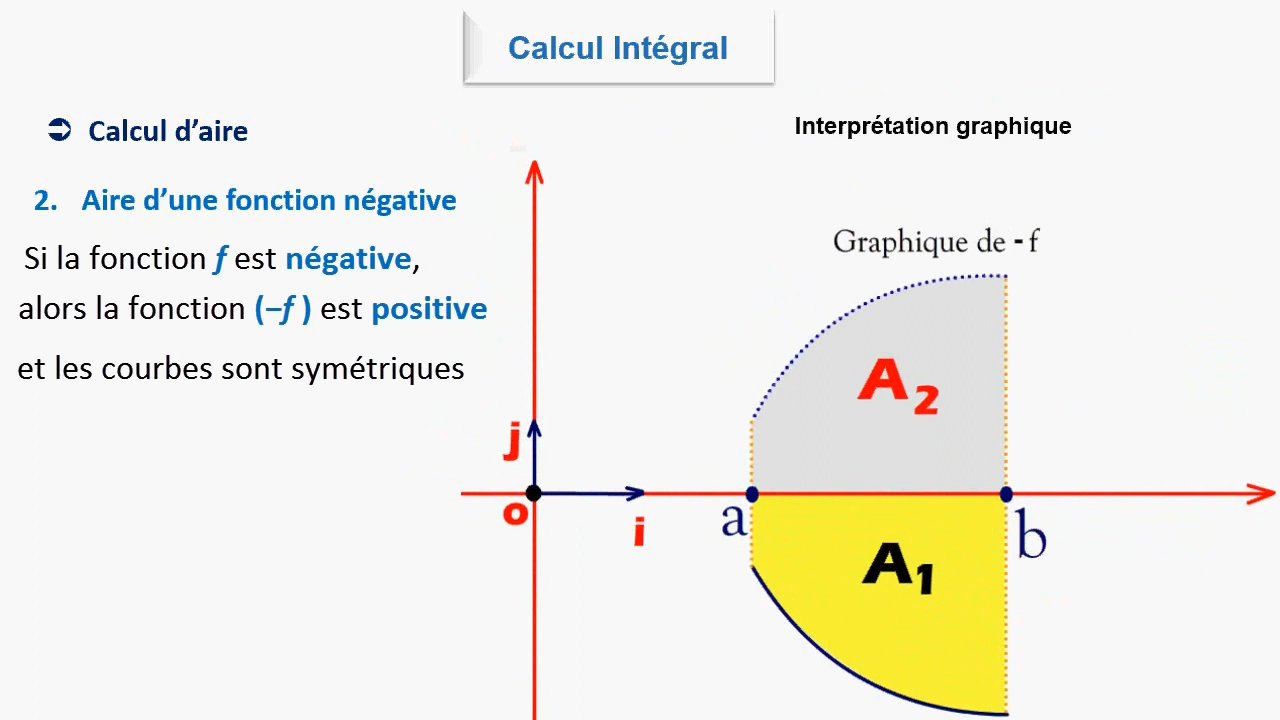 Calcul Intégral
➲ Calcul d’aire
Interprétation graphique
2. Aire d’une fonction négative
Si la fonction f est négative,
alors la fonction (–f ) est positive
et les courbes sont symétriques
Graphique de - f
A2
j
o
i
a
b
A1